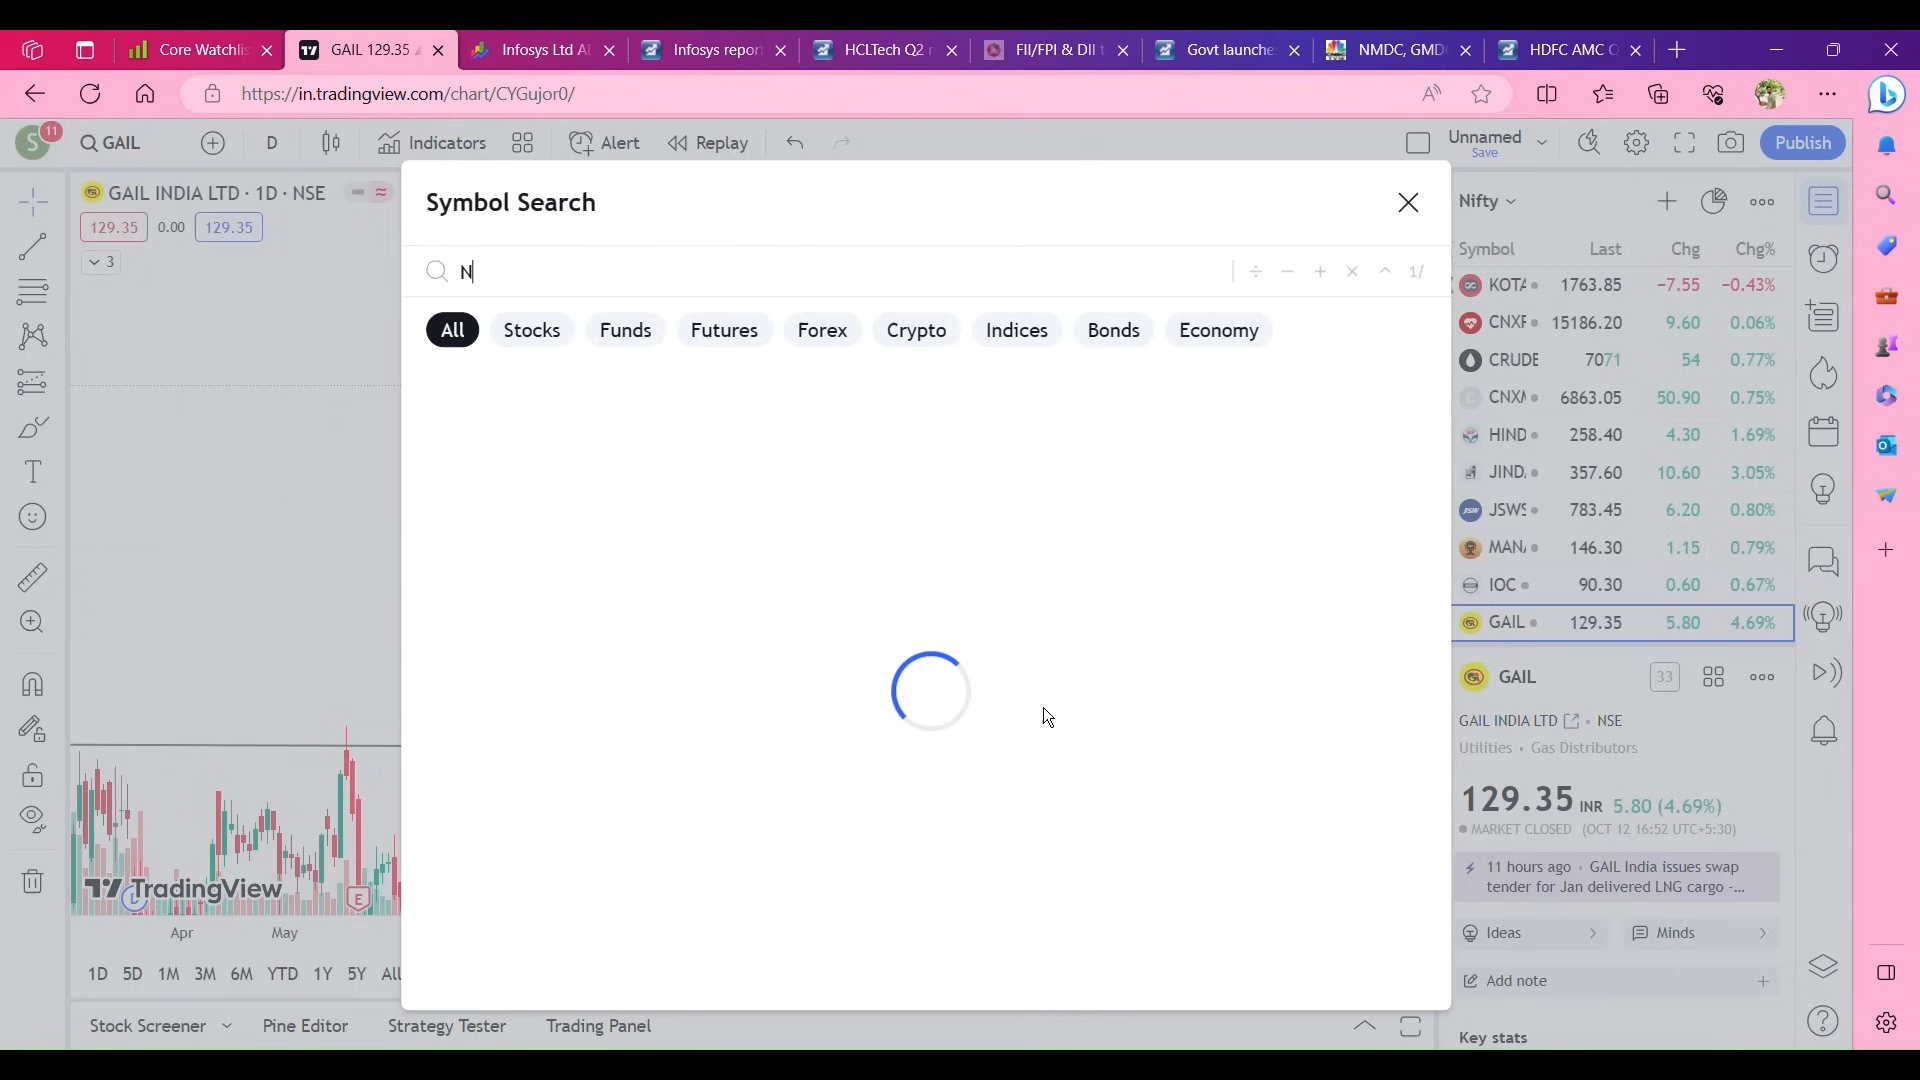 Core Watchlis
GAIL 129.35
Infosys Ltd AD
Infosys report
HCLTech Q2 r
FII/FPI & DII t
Govt launche
NMDC, GMD
HDFC AMC Q
https://in.tradingview.com/chart/CYGujor0/
S 11 GAIL D Indicators Alert Replay
Unnamed
Save
Publish
GAIL INDIA LTD · 1D · NSE
129.35 0.00 129.35
3
Symbol Search
N
÷ − + × ^ 1/
All Stocks Funds Futures Forex Crypto Indices Bonds Economy
Nifty
Symbol Last Chg Chg%
KOTA 1763.85 −7.55 −0.43%
CNXF 15186.20 9.60 0.06%
CRUDE 7071 54 0.77%
CNXM 6863.05 50.90 0.75%
HIND 258.40 4.30 1.69%
JIND 357.60 10.60 3.05%
JSWS 783.45 6.20 0.80%
MAN 146.30 1.15 0.79%
IOC 90.30 0.60 0.67%
GAIL 129.35 5.80 4.69%
GAIL 33
GAIL INDIA LTD • NSE
Utilities • Gas Distributors
129.35 INR 5.80 (4.69%)
MARKET CLOSED (OCT 12 16:52 UTC+5:30)
11 hours ago · GAIL India issues swap
tender for Jan delivered LNG cargo -...
Ideas
Minds
Add note
Key stats
TradingView
E
Apr May
1D 5D 1M 3M 6M YTD 1Y 5Y All
Stock Screener Pine Editor Strategy Tester Trading Panel